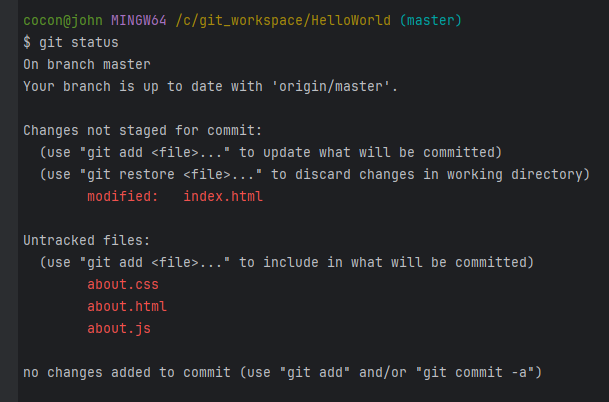 cocon@john MINGW64 /c/git_workspace/HelloWorld (master)
$ git status
On branch master
Your branch is up to date with 'origin/master'.

Changes not staged for commit:
  (use "git add <file>..." to update what will be committed)
  (use "git restore <file>..." to discard changes in working directory)
        modified:   index.html

Untracked files:
  (use "git add <file>..." to include in what will be committed)
        about.css
        about.html
        about.js

no changes added to commit (use "git add" and/or "git commit -a")